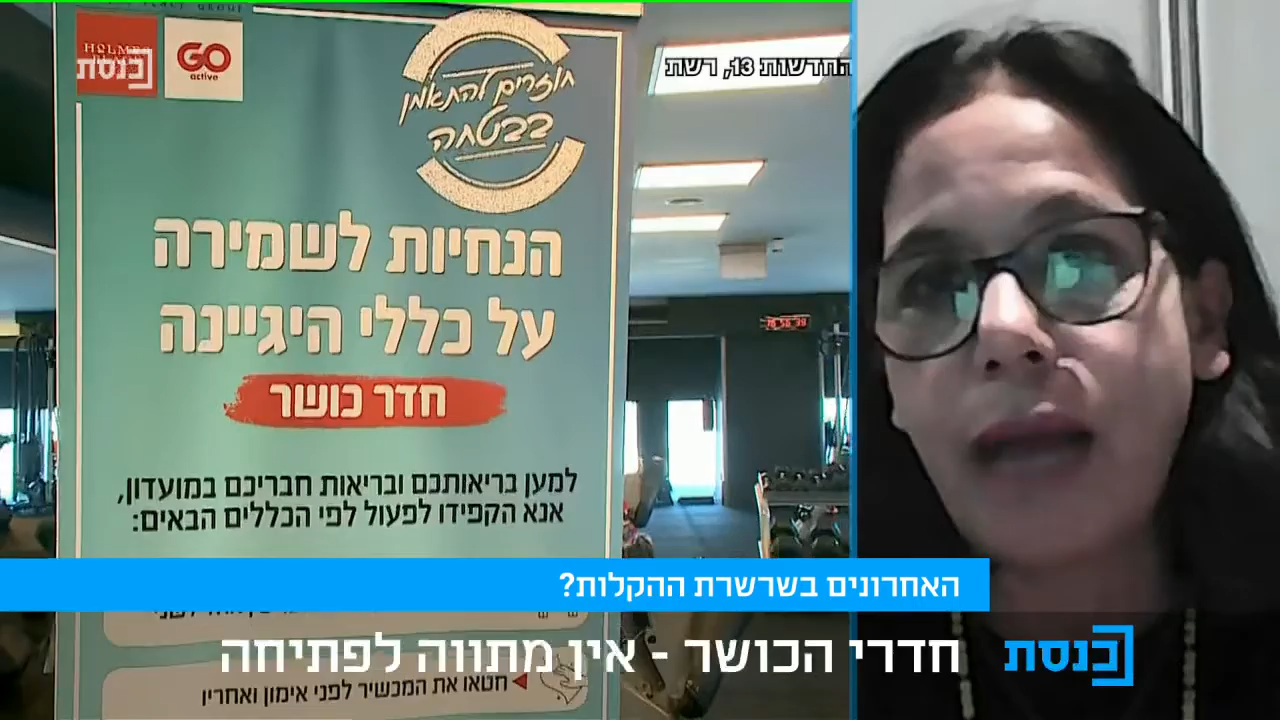 HOLMES
PLACE
GO
active
כנסת
חוזרים להתאמן
בבטחה
החדשות 13, רשת
הנחיות לשמירה
על כללי היגיינה
חדר כושר
למען בריאותכם ובריאות חבריכם במועדון,
אנא הקפידו לפעול לפי הכללים הבאים:
האחרונים בשרשרת ההקלות?
חדרי הכושר - אין מתווה לפתיחה
כנסת
חטאו את המכשיר לפני אימון ואחריו